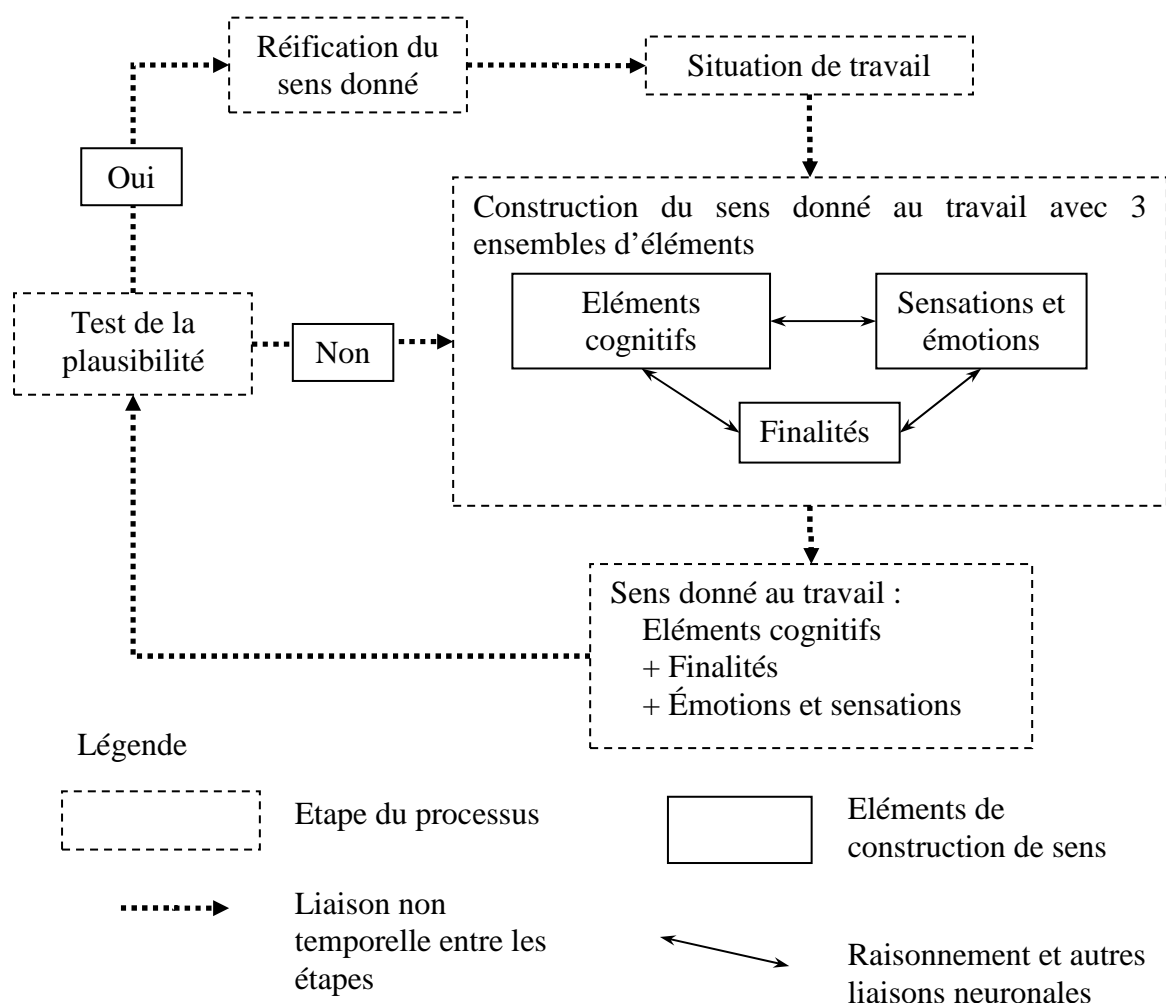 Réification du
sens donné
Situation de travail
Oui
Construction du sens donné au travail avec 3
ensembles d’éléments
Eléments
cognitifs
Sensations et
émotions
Finalités
Test de la
plausibilité
Non
Sens donné au travail :
Eléments cognitifs
+ Finalités
+ Émotions et sensations
Légende
Etape du processus
Eléments de
construction de sens
Liaison non
temporelle entre les
étapes
Raisonnement et autres
liaisons neuronales